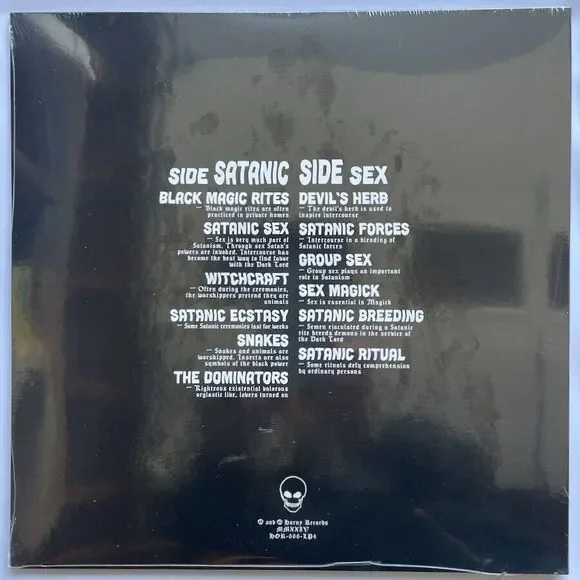 SIDE SATANIC
BLACK MAGIC RITES
— Black magic rites are often
practiced in private homes
SATANIC SEX
— Sex is very much part of
Satanism. Through sex Satan's
powers are invoked. Intercourse has
become the best way to find favor
with the Dark Lord
WITCHCRAFT
— Often during the ceremonies,
the worshippers pretend they are
animals
SATANIC ECSTASY
— Some Satanic ceremonies last for weeks
SNAKES
— Snakes and animals are
worshipped. Insects are also
symbols of the black power
THE DOMINATORS
— Righteous existential valorous
orgiastic live, lovers turned on
SIDE SEX
DEVIL'S HERB
— The devil's herb is used to
inspire intercourse
SATANIC FORCES
— Intercourse in a blending of
Satanic forces
GROUP SEX
— Group sex plays an important
role in Satanism
SEX MAGICK
— Sex is essential in Magick
SATANIC BREEDING
— Semen ejaculated during a Satanic
rite breeds demons in the service of
the Dark Lord
SATANIC RITUAL
— Some rituals defy comprehension
by ordinary persons
Ⓟ and © Horny Records
MMXXIV
HOR-666-LP4